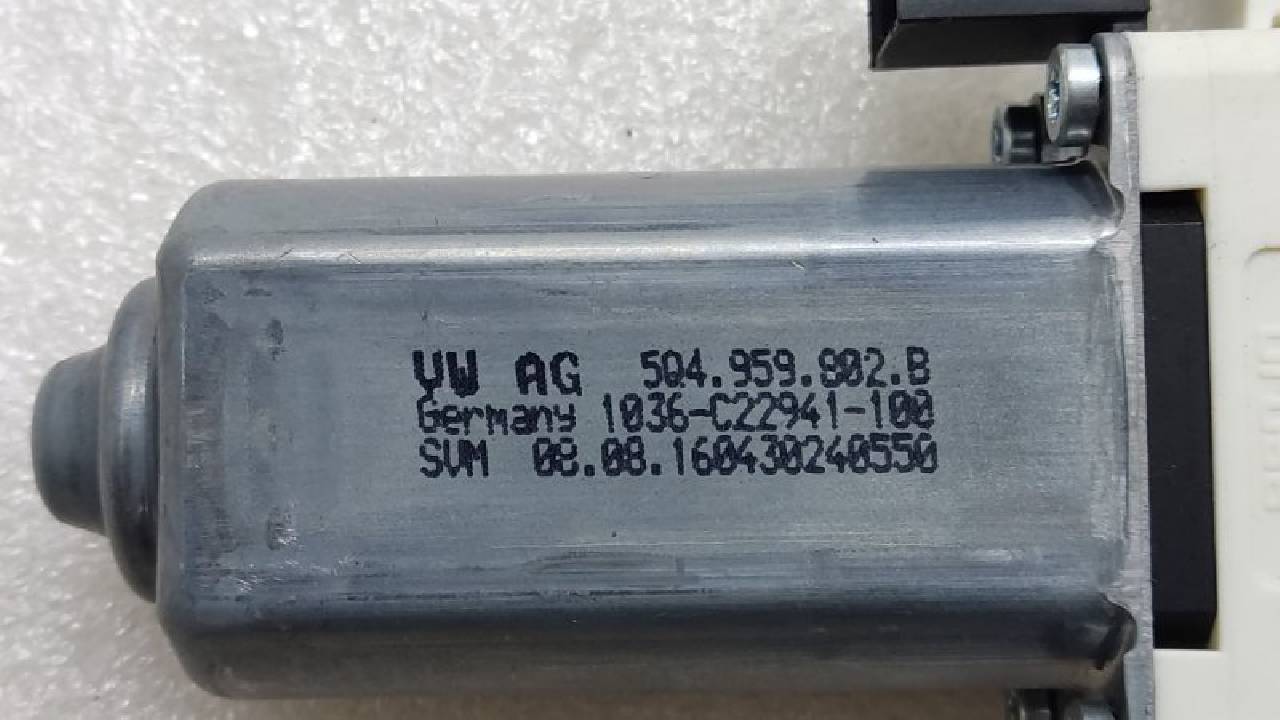 VW AG 5Q4.959.802.B
Germany 1036-C22941-100
SVM 08.08.160430240550